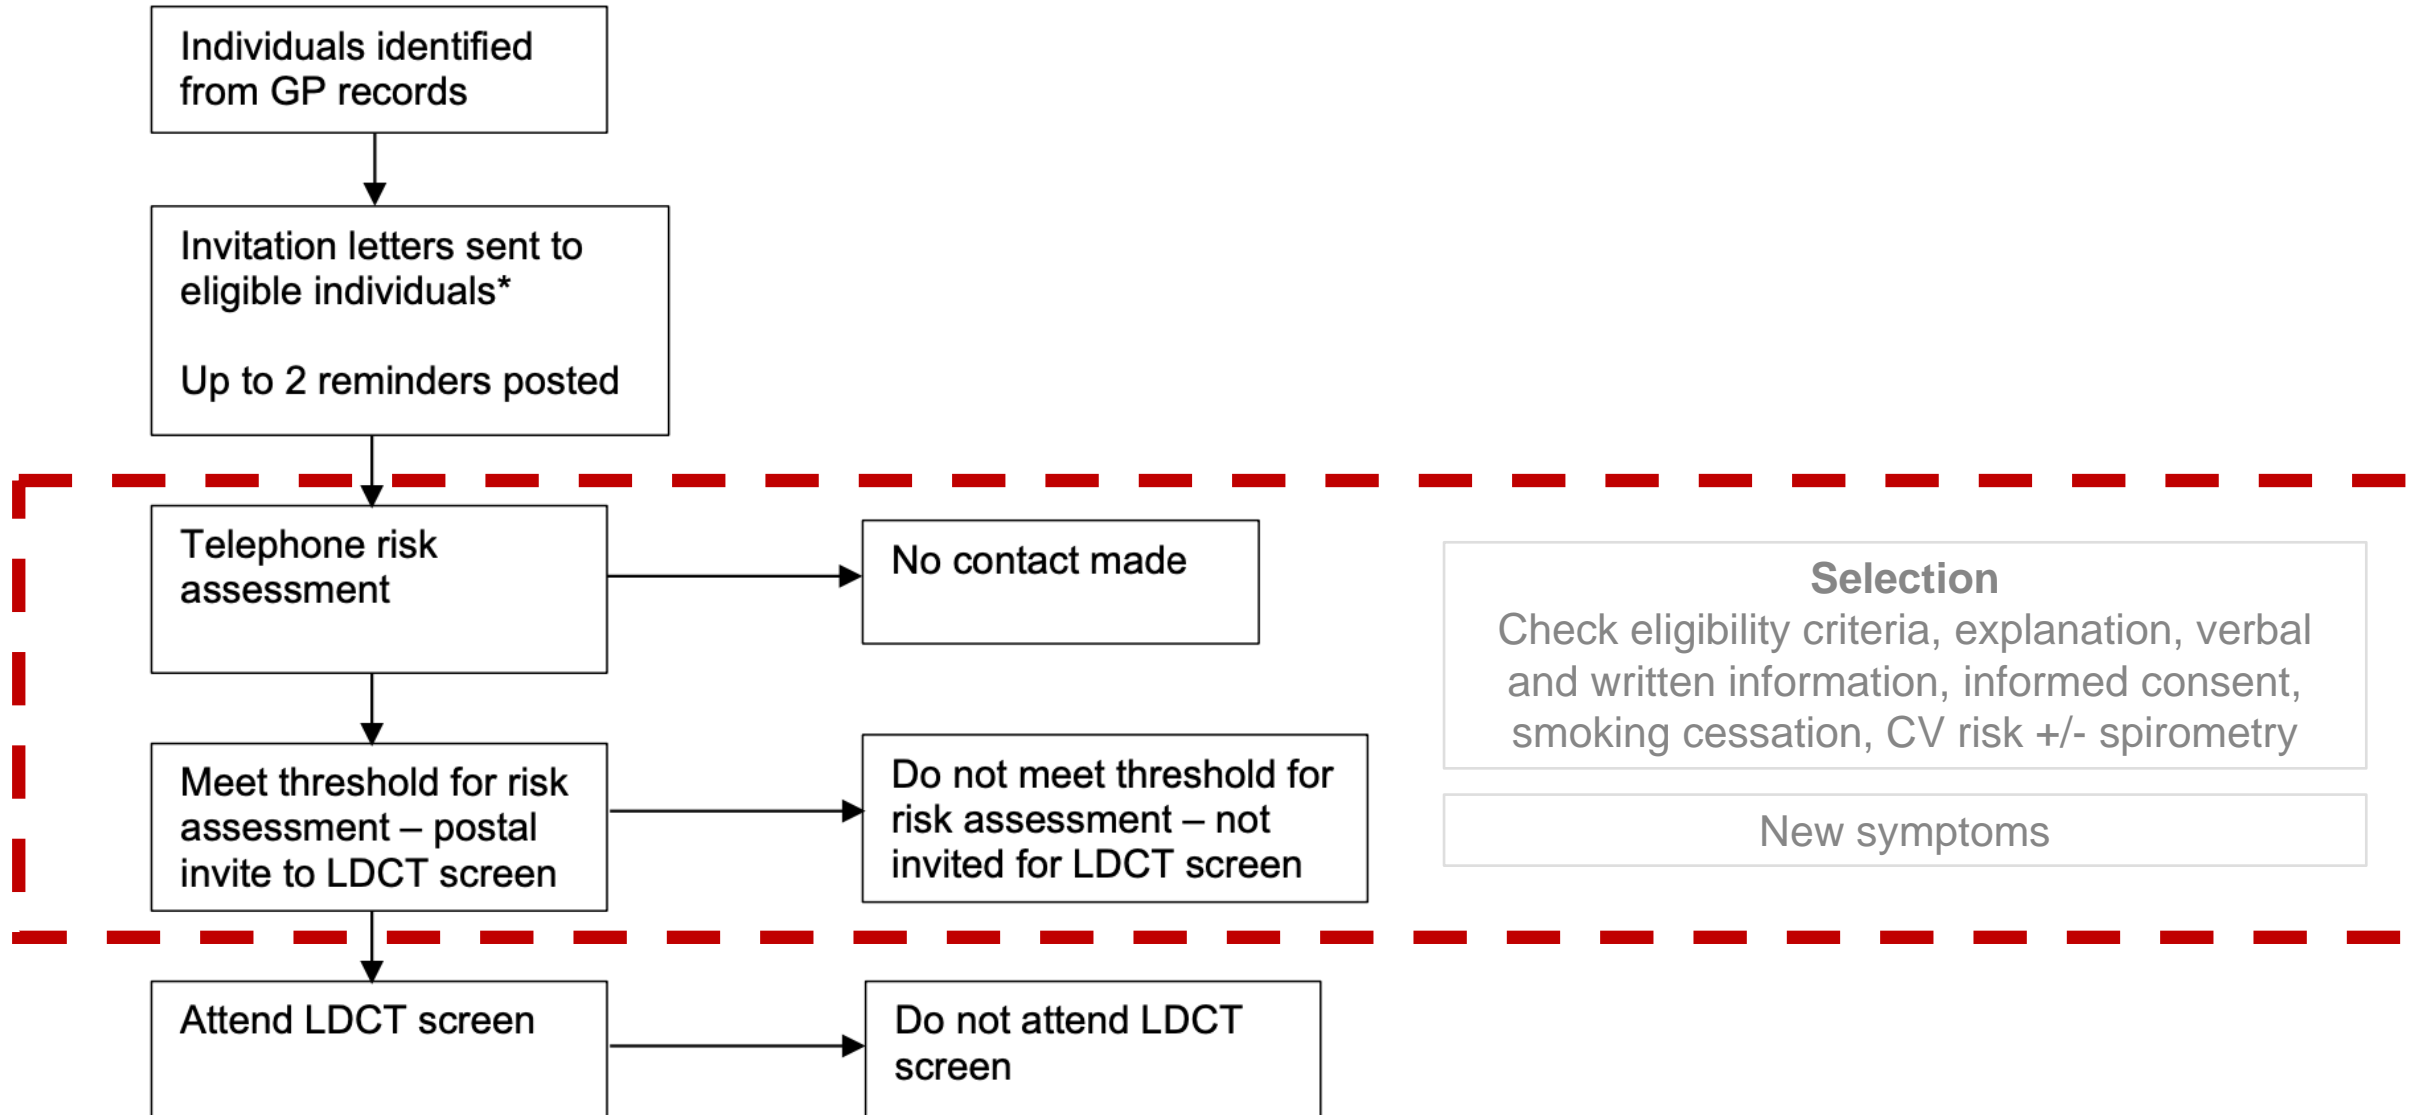 Individuals identified
from GP records
Invitation letters sent to
eligible individuals*
Up to 2 reminders posted
Telephone risk
assessment
No contact made
Selection
Check eligibility criteria, explanation, verbal
and written information, informed consent,
smoking cessation, CV risk +/- spirometry
Meet threshold for risk
assessment – postal
invite to LDCT screen
Do not meet threshold for
risk assessment – not
invited for LDCT screen
New symptoms
Attend LDCT screen
Do not attend LDCT
screen